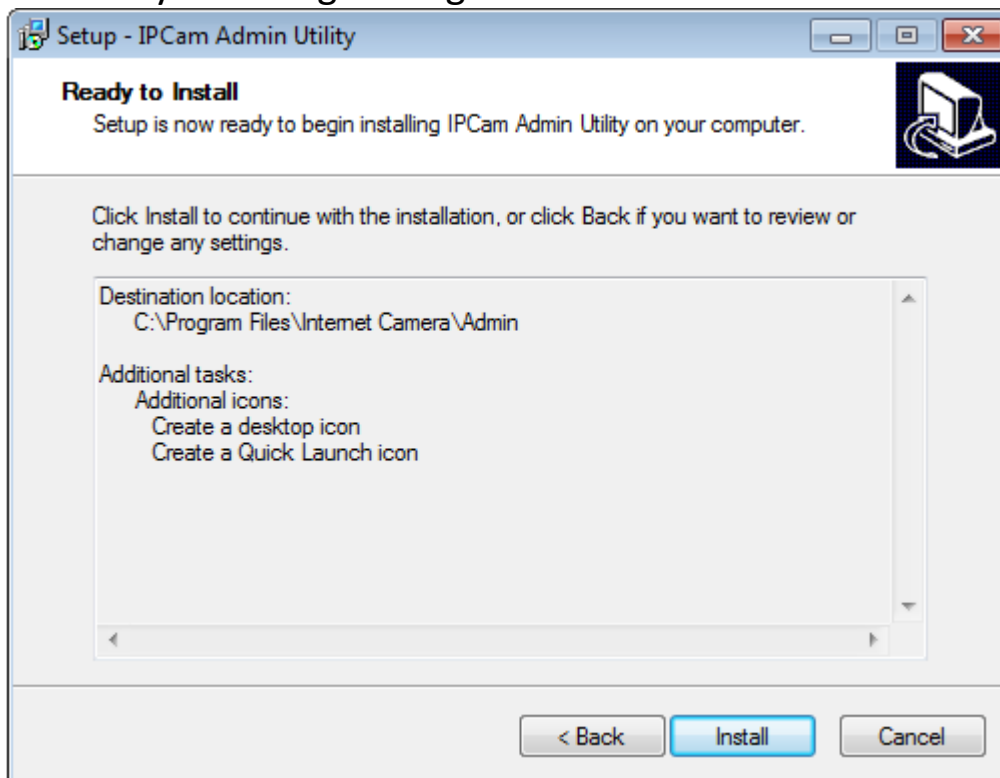 Setup - IPCam Admin Utility
Ready to Install
Setup is now ready to begin installing IPCam Admin Utility on your computer.
Click Install to continue with the installation, or click Back if you want to review or
change any settings.
Destination location:
C:\Program Files\Internet Camera\Admin
Additional tasks:
Additional icons:
Create a desktop icon
Create a Quick Launch icon
< Back
Install
Cancel